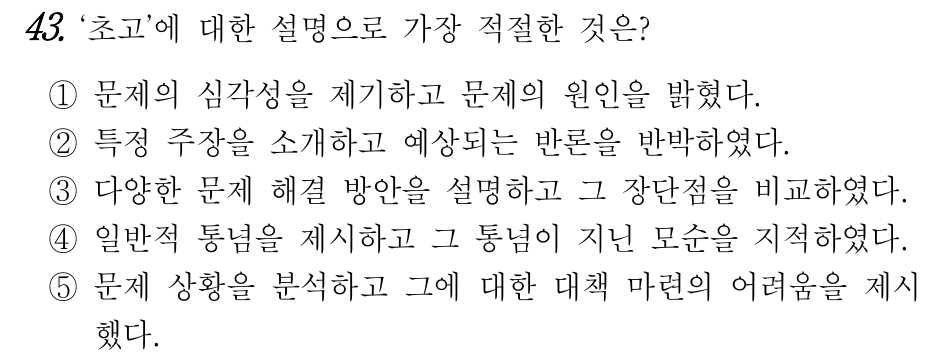 43. ‘초고’에 대한 설명으로 가장 적절한 것은?
① 문제의 심각성을 제기하고 문제의 원인을 밝혔다.
② 특정 주장을 소개하고 예상되는 반론을 반박하였다.
③ 다양한 문제 해결 방안을 설명하고 그 장단점을 비교하였다.
④ 일반적 통념을 제시하고 그 통념이 지닌 모순을 지적하였다.
⑤ 문제 상황을 분석하고 그에 대한 대책 마련의 어려움을 제시
했다.